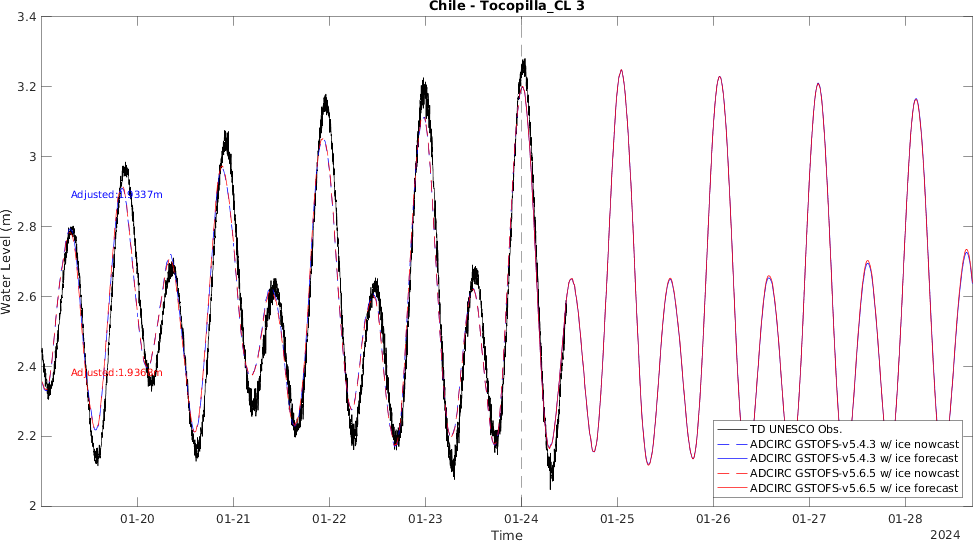 Chile - Tocopilla_CL 3
3.4
3.2
3
2.8
2.6
2.4
2.2
2
Water Level (m)
Adjusted:1.9337m
Adjusted:1.9368m
TD UNESCO Obs.
ADCIRC GSTOFS-v5.4.3 w/ ice nowcast
ADCIRC GSTOFS-v5.4.3 w/ ice forecast
ADCIRC GSTOFS-v5.6.5 w/ ice nowcast
ADCIRC GSTOFS-v5.6.5 w/ ice forecast
01-20 01-21 01-22 01-23 01-24 01-25 01-26 01-27 01-28
Time
2024